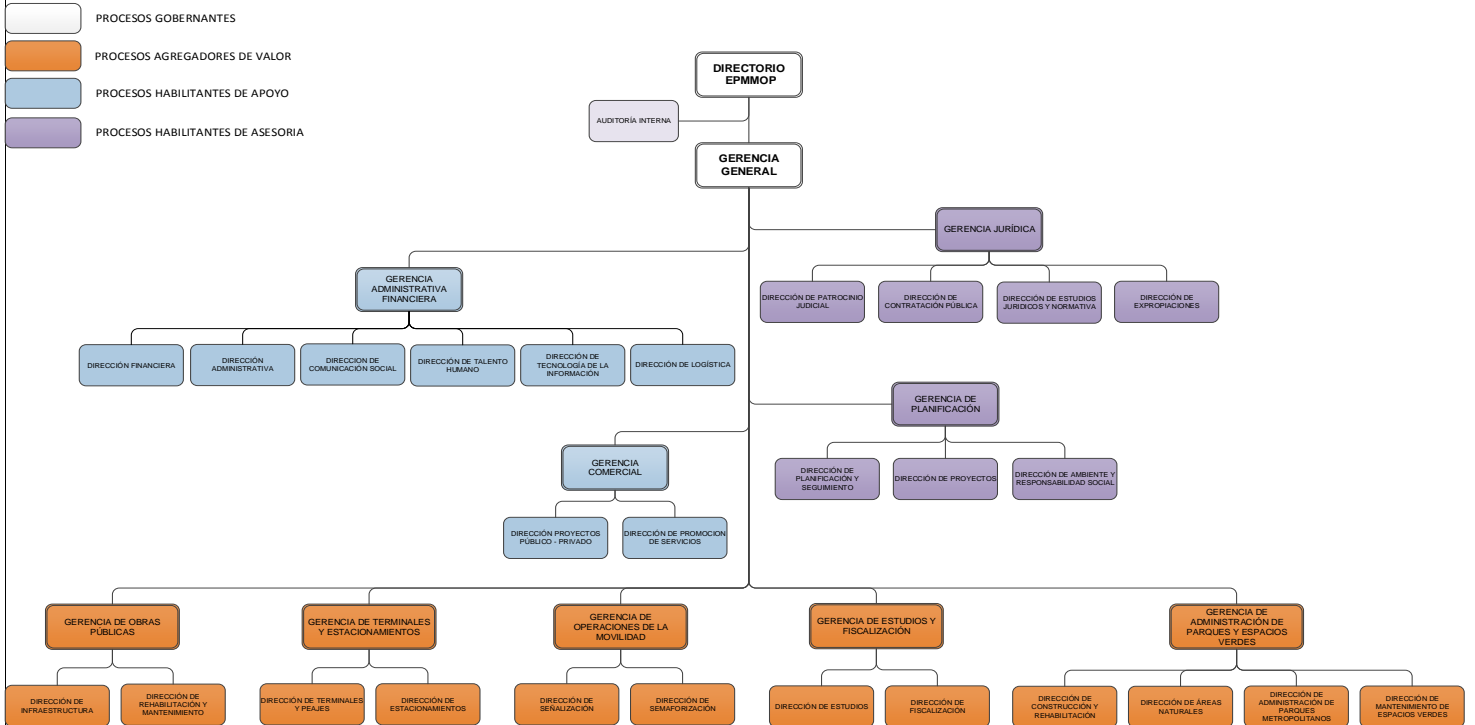 PROCESOS GOBERNANTES
PROCESOS AGREGADORES DE VALOR
PROCESOS HABILITANTES DE APOYO
PROCESOS HABILITANTES DE ASESORIA
DIRECTORIO
EPMMOP
AUDITORÍA INTERNA
GERENCIA
GENERAL
GERENCIA JURÍDICA
DIRECCIÓN DE PATROCINIO
JUDICIAL
DIRECCIÓN DE
CONTRATACIÓN PÚBLICA
DIRECCIÓN DE ESTUDIOS
JURIDICOS Y NORMATIVA
DIRECCIÓN DE
EXPROPIACIONES
GERENCIA
ADMINISTRATIVA
FINANCIERA
DIRECCIÓN FINANCIERA
DIRECCIÓN
ADMINISTRATIVA
DIRECCION DE
COMUNICACIÓN SOCIAL
DIRECCIÓN DE TALENTO
HUMANO
DIRECCIÓN DE
TECNOLOGÍA DE LA
INFORMACIÓN
DIRECCIÓN DE LOGÍSTICA
GERENCIA DE
PLANIFICACIÓN
DIRECCIÓN DE
PLANIFICACIÓN Y
SEGUIMIENTO
DIRECCIÓN DE PROYECTOS
DIRECCIÓN DE AMBIENTE Y
RESPONSABILIDAD SOCIAL
GERENCIA
COMERCIAL
DIRECCIÓN PROYECTOS
PÚBLICO - PRIVADO
DIRECCIÓN DE PROMOCION
DE SERVICIOS
GERENCIA DE OBRAS
PÚBLICAS
DIRECCIÓN DE
INFRAESTRUCTURA
DIRECCIÓN DE
REHABILITACIÓN Y
MANTENIMIENTO
GERENCIA DE TERMINALES
Y ESTACIONAMIENTOS
DIRECCIÓN DE TERMINALES
Y PEAJES
DIRECCIÓN DE
ESTACIONAMIENTOS
GERENCIA DE
OPERACIONES DE LA
MOVILIDAD
DIRECCIÓN DE
SEÑALIZACIÓN
DIRECCIÓN DE
SEMAFORIZACIÓN
GERENCIA DE ESTUDIOS Y
FISCALIZACIÓN
DIRECCIÓN DE ESTUDIOS
DIRECCIÓN DE
FISCALIZACIÓN
GERENCIA DE
ADMINISTRACIÓN DE
PARQUES Y ESPACIOS
VERDES
DIRECCIÓN DE
CONSTRUCCIÓN Y
REHABILITACIÓN
DIRECCIÓN DE ÁREAS
NATURALES
DIRECCIÓN DE
ADMINISTRACIÓN DE
PARQUES
METROPOLITANOS
DIRECCIÓN DE
MANTENIMIENTO DE
ESPACIOS VERDES